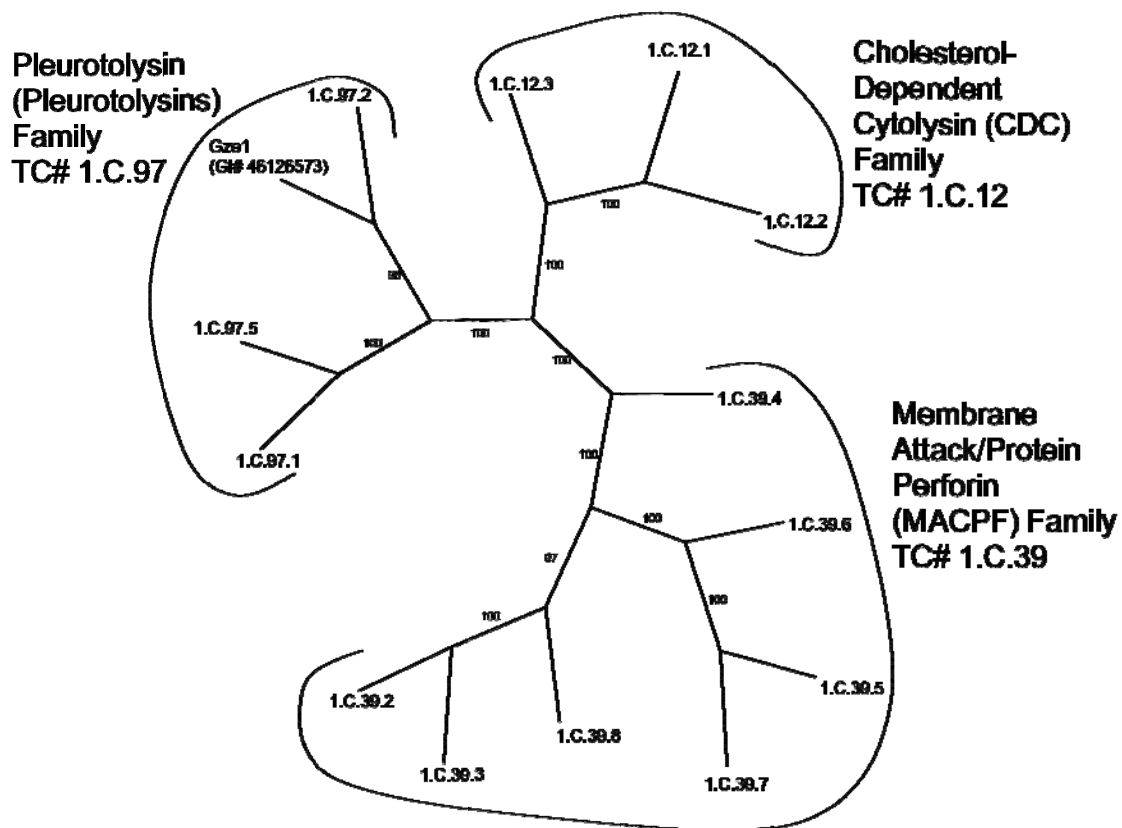 Pleurotolysin
(Pleurotolysins)
Family
TC# 1.C.97
Cholesterol-
Dependent
Cytolysin (CDC)
Family
TC# 1.C.12
Membrane
Attack/Protein
Perforin
(MACPF) Family
TC# 1.C.39
1.C.97.2
Gze1
(GI# 46126573)
1.C.97.5
1.C.97.1
1.C.12.3
1.C.12.1
1.C.12.2
1.C.39.4
1.C.39.6
1.C.39.5
1.C.39.7
1.C.39.8
1.C.39.3
1.C.39.2
100
100
100
100
100
100
100
100
100
97